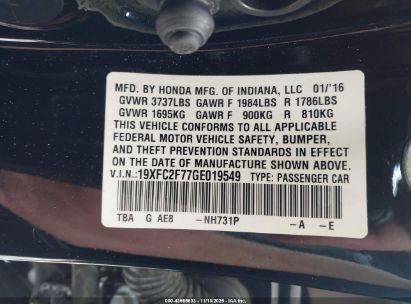 MFD. BY HONDA MFG. OF INDIANA, LLC 01/'16
GVWR 3737LBS GAWR F 1984LBS R 1786LBS
GVWR 1695KG GAWR F 900KG R 810KG
THIS VEHICLE CONFORMS TO ALL APPLICABLE
FEDERAL MOTOR VEHICLE SAFETY, BUMPER,
AND THEFT PREVENTION STANDARDS IN EFFECT
ON THE DATE OF MANUFACTURE SHOWN ABOVE.
V.I.N.: 19XFC2F77GE019549 TYPE: PASSENGER CAR
TBA G AE8 -NH731P -A -E